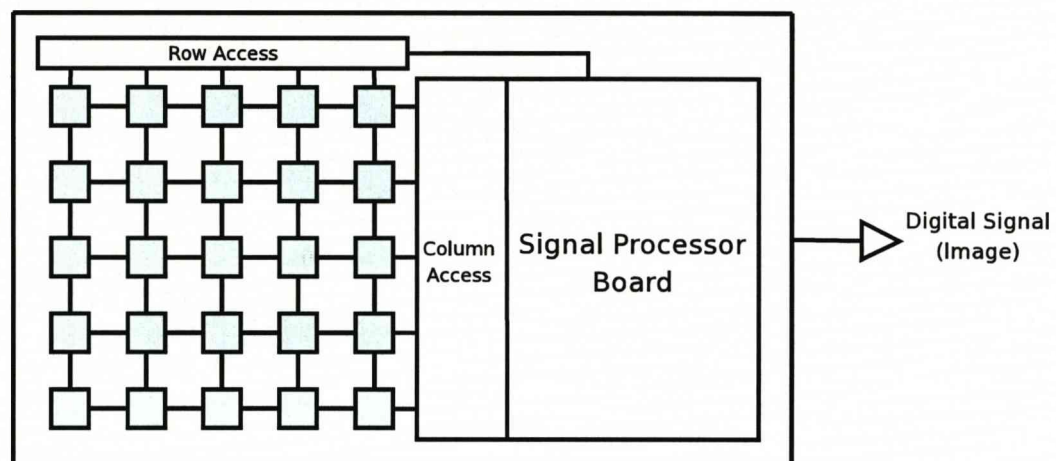 Row Access
Column
Access
Signal Processor
Board
Digital Signal
(Image)